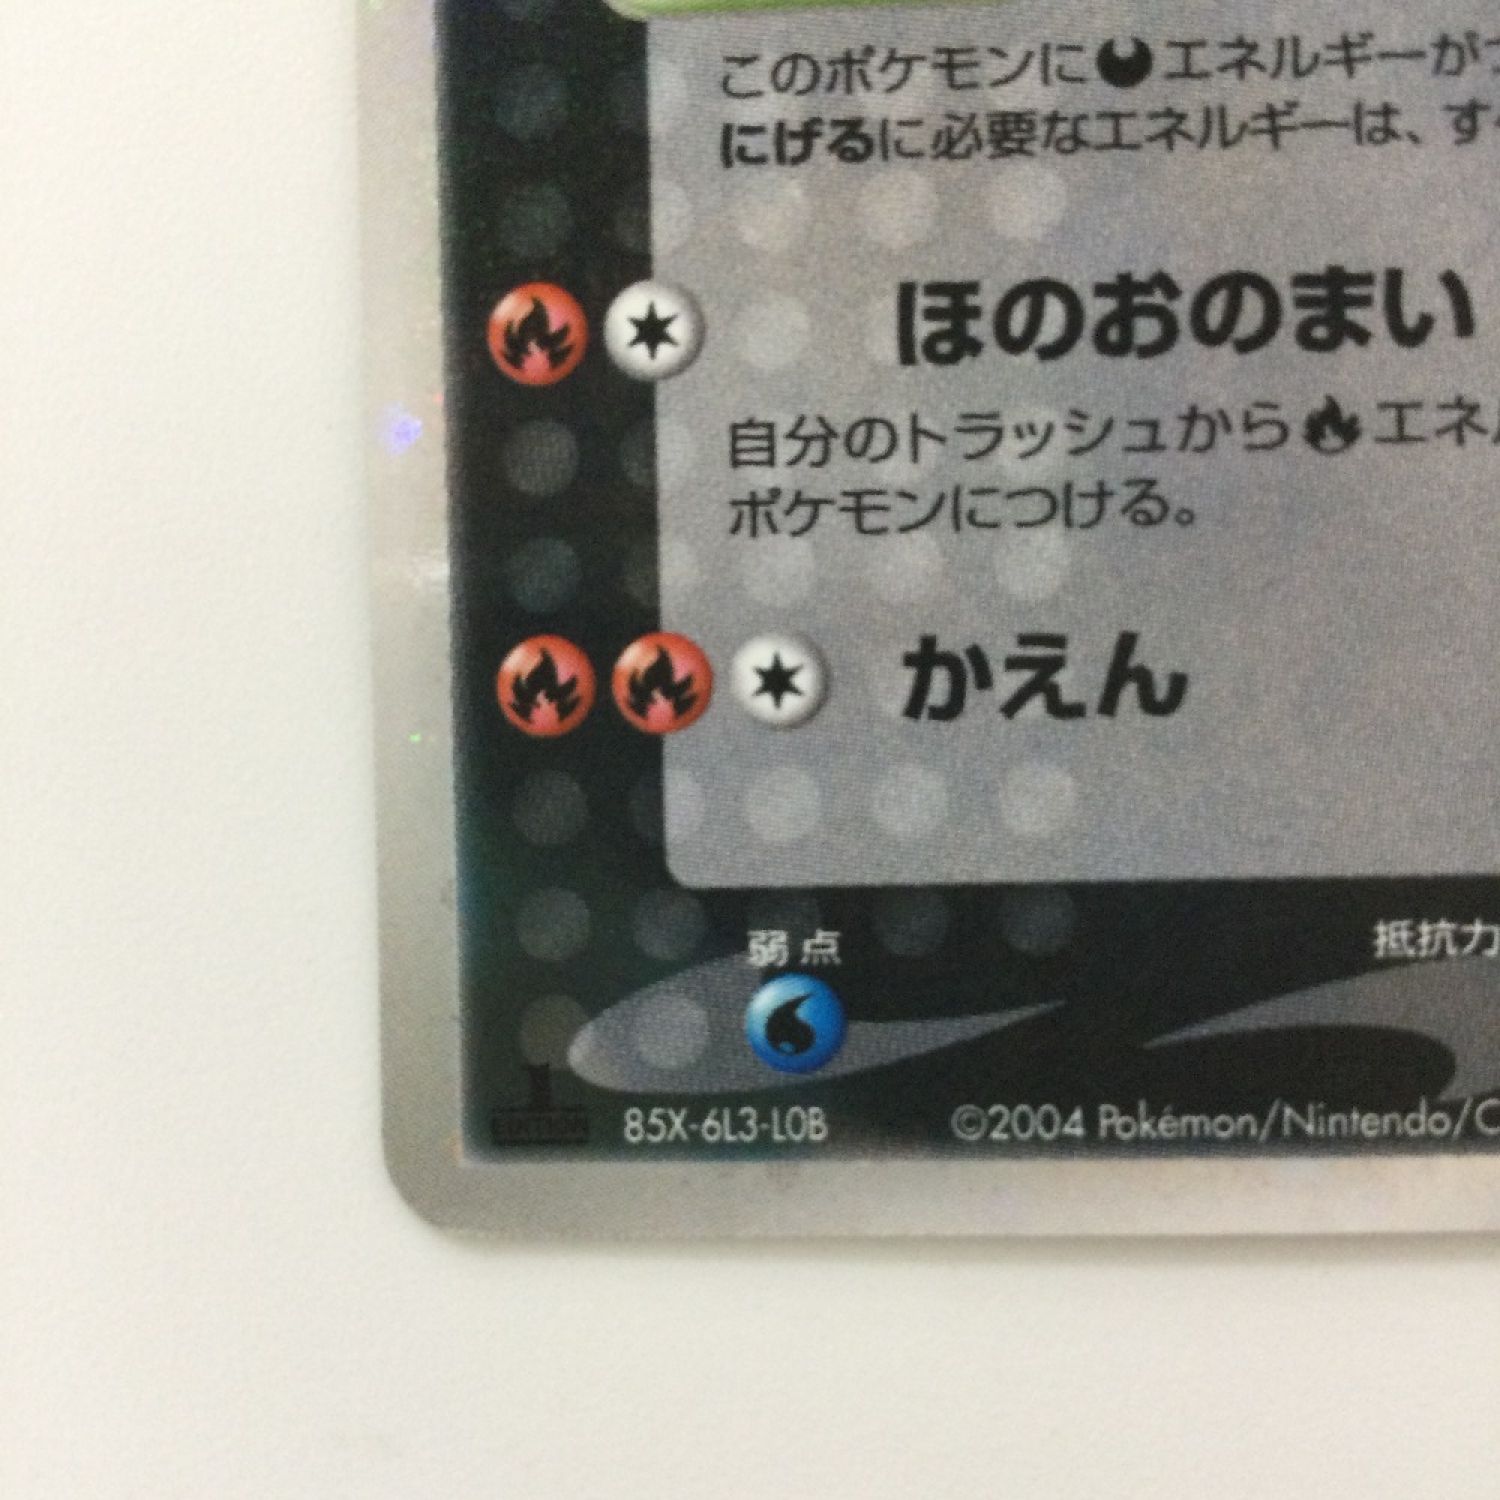 このポケモンにエネルギーが
にげるに必要なエネルギーは、す
ほのおのまい
自分のトラッシュからエネ
ポケモンにつける。
かえん
弱点
抵抗力
1
EDITION
85X-6L3-L0B
©2004 Pokémon/Nintendo/C